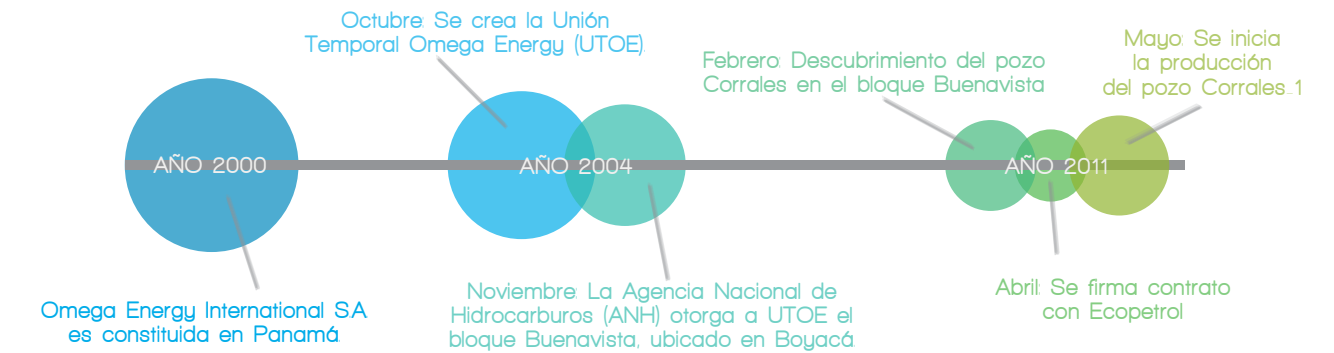 Octubre: Se crea la Unión
Temporal Omega Energy (UTOE).
Febrero: Descubrimiento del pozo
Corrales en el bloque Buenavista
Mayo: Se inicia
la producción
del pozo Corrales_1
AÑO 2000
AÑO 2004
AÑO 2011
Omega Energy International S.A
es constituida en Panamá.
Noviembre: La Agencia Nacional de
Hidrocarburos (ANH) otorga a UTOE el
bloque Buenavista, ubicado en Boyacá
Abril: Se firma contrato
con Ecopetrol